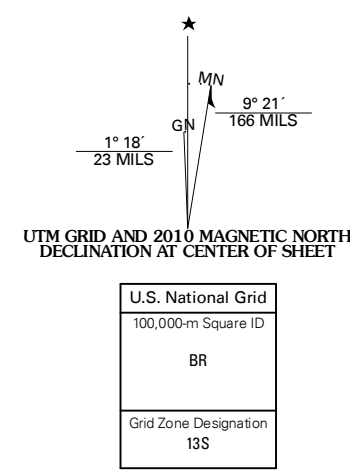 ★
MN
GN
9° 21´
166 MILS
1° 18´
23 MILS
UTM GRID AND 2010 MAGNETIC NORTH
DECLINATION AT CENTER OF SHEET
U.S. National Grid
100,000-m Square ID
BR
Grid Zone Designation
13S